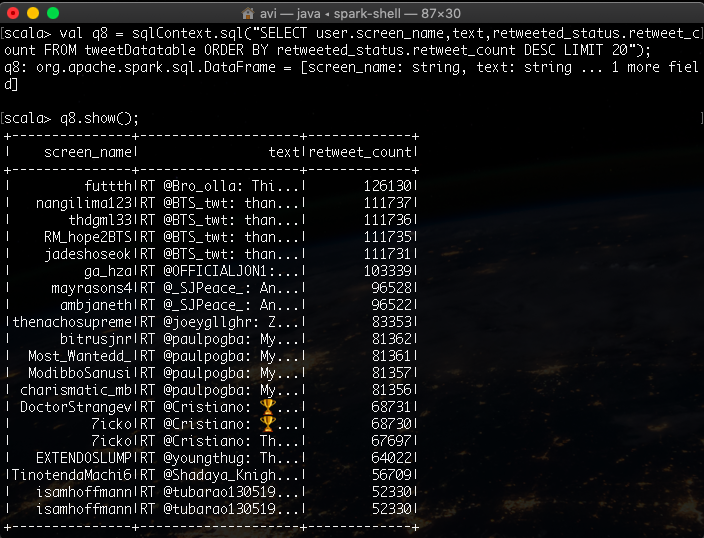 avi — java ◂ spark-shell — 87×30
[scala> val q8 = sqlContext.sql("SELECT user.screen_name,text,retweeted_status.retweet_c]
ount FROM tweetDatatable ORDER BY retweeted_status.retweet_count DESC LIMIT 20");
q8: org.apache.spark.sql.DataFrame = [screen_name: string, text: string ... 1 more fiel
d]
[scala> q8.show(); ]
+---------------+--------------------+-------------+
|    screen_name|                text|retweet_count|
+---------------+--------------------+-------------+
|         futtth|RT @Bro_olla: Thi...|       126130|
|   nangilima123|RT @BTS_twt: than...|       111737|
|       thdgml33|RT @BTS_twt: than...|       111736|
|    RM_hope2BTS|RT @BTS_twt: than...|       111735|
|    jadeshoseok|RT @BTS_twt: than...|       111731|
|         ga_hza|RT @OFFICIALJON1:...|       103339|
|     mayrasons4|RT @_SJPeace_: An...|        96528|
|      ambjaneth|RT @_SJPeace_: An...|        96522|
|thenachosupreme|RT @joeygllghr: Z...|        83353|
|      bitrusjnr|RT @paulpogba: My...|        81362|
|  Most_Wantedd_|RT @paulpogba: My...|        81361|
|  ModibboSanusi|RT @paulpogba: My...|        81357|
| charismatic_mb|RT @paulpogba: My...|        81356|
| DoctorStrangev|RT @Cristiano: 🏆...|        68731|
|          7icko|RT @Cristiano: 🏆...|        68730|
|          7icko|RT @Cristiano: Th...|        67697|
|   EXTENDOSLUMP|RT @youngthug: Th...|        64022|
|TinotendaMachi6|RT @Shadaya_Knigh...|        56709|
|   isamhoffmann|RT @tubarao130519...|        52330|
|   isamhoffmann|RT @tubarao130519...|        52330|
+---------------+--------------------+-------------+